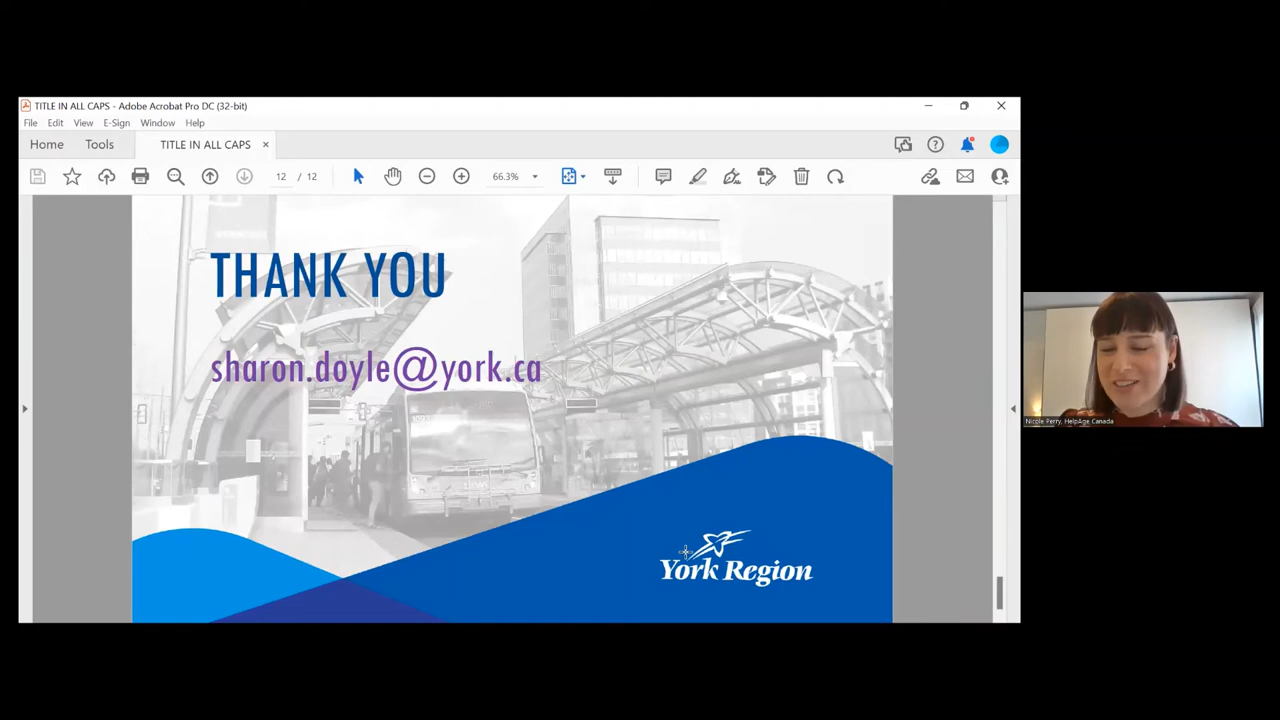 TITLE IN ALL CAPS - Adobe Acrobat Pro DC (32-bit)
File Edit View E-Sign Window Help
Home Tools TITLE IN ALL CAPS
12 / 12 66.3%
THANK YOU
sharon.doyle@york.ca
York Region
Nicole Perry, HelpAge Canada